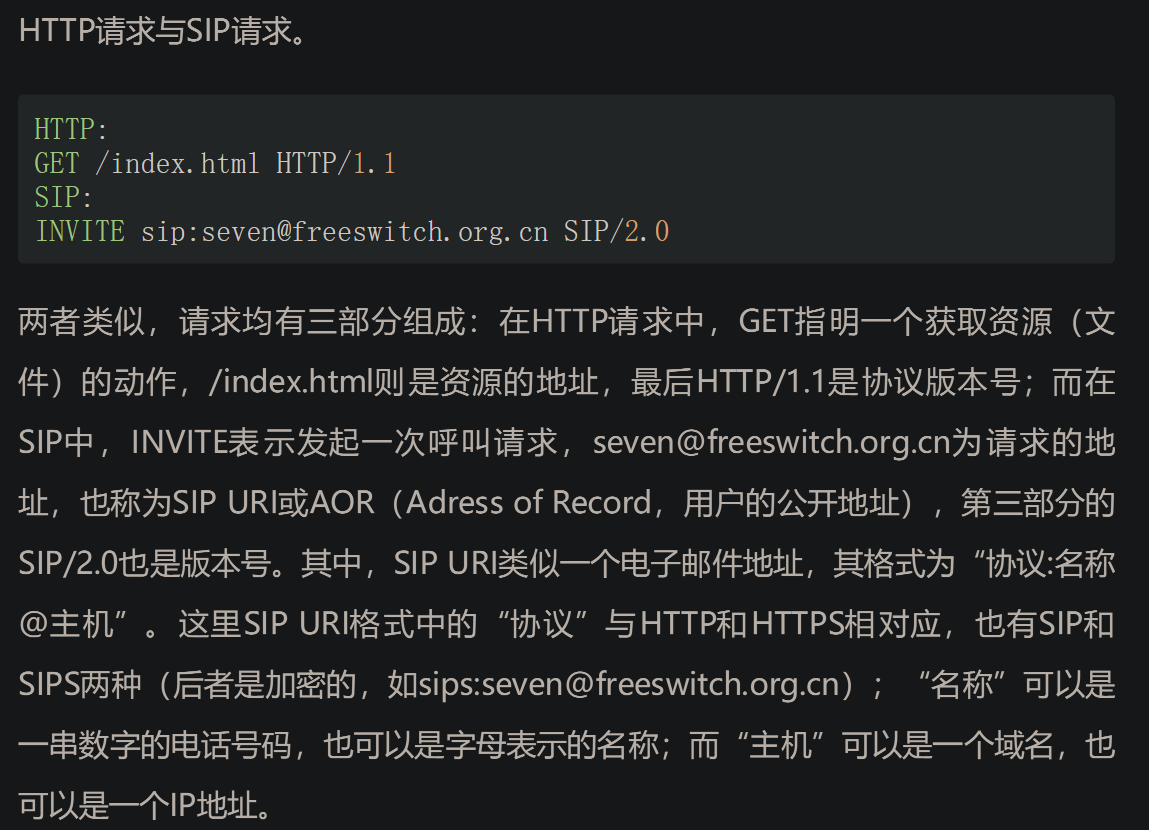 HTTP请求与SIP请求。
HTTP:
GET /index.html HTTP/1.1
SIP:
INVITE sip:seven@freeswitch.org.cn SIP/2.0
两者类似，请求均有三部分组成：在HTTP请求中，GET指明一个获取资源（文
件）的动作，/index.html则是资源的地址，最后HTTP/1.1是协议版本号；而在
SIP中，INVITE表示发起一次呼叫请求，seven@freeswitch.org.cn为请求的地
址，也称为SIP URI或AOR（Adress of Record，用户的公开地址），第三部分的
SIP/2.0也是版本号。其中，SIP URI类似一个电子邮件地址，其格式为“协议:名称
@主机”。这里SIP URI格式中的“协议”与HTTP和HTTPS相对应，也有SIP和
SIPS两种（后者是加密的，如sips:seven@freeswitch.org.cn）；“名称”可以是
一串数字的电话号码，也可以是字母表示的名称；而“主机”可以是一个域名，也
可以是一个IP地址。